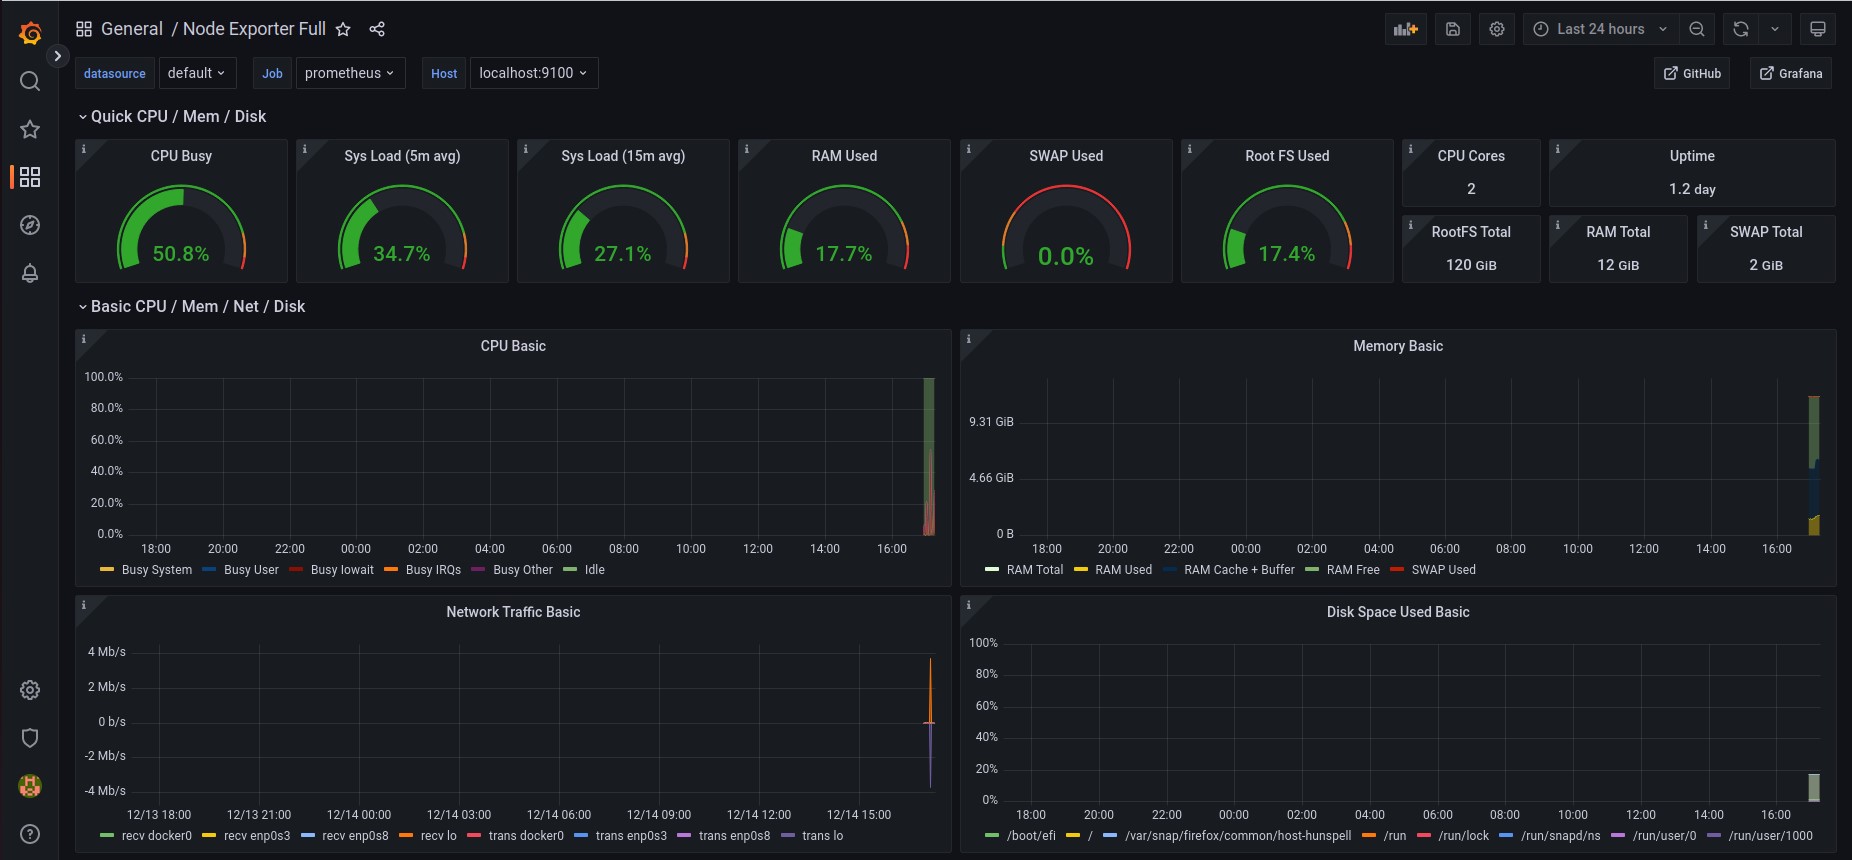 General / Node Exporter Full
Last 24 hours
datasource default Job prometheus Host localhost:9100
GitHub Grafana
Quick CPU / Mem / Disk
CPU Busy
50.8%
Sys Load (5m avg)
34.7%
Sys Load (15m avg)
27.1%
RAM Used
17.7%
SWAP Used
0.0%
Root FS Used
17.4%
CPU Cores
2
Uptime
1.2 day
RootFS Total
120 GiB
RAM Total
12 GiB
SWAP Total
2 GiB
Basic CPU / Mem / Net / Disk
CPU Basic
100.0%
80.0%
60.0%
40.0%
20.0%
0.0%
18:00 20:00 22:00 00:00 02:00 04:00 06:00 08:00 10:00 12:00 14:00 16:00
Busy System Busy User Busy Iowait Busy IRQs Busy Other Idle
Memory Basic
9.31 GiB
4.66 GiB
0 B
18:00 20:00 22:00 00:00 02:00 04:00 06:00 08:00 10:00 12:00 14:00 16:00
RAM Total RAM Used RAM Cache + Buffer RAM Free SWAP Used
Network Traffic Basic
4 Mb/s
2 Mb/s
0 b/s
-2 Mb/s
-4 Mb/s
12/13 18:00 12/13 21:00 12/14 00:00 12/14 03:00 12/14 06:00 12/14 09:00 12/14 12:00 12/14 15:00
recv docker0 recv enp0s3 recv enp0s8 recv lo trans docker0 trans enp0s3 trans enp0s8 trans lo
Disk Space Used Basic
100%
80%
60%
40%
20%
0%
18:00 20:00 22:00 00:00 02:00 04:00 06:00 08:00 10:00 12:00 14:00 16:00
/boot/efi / /var/snap/firefox/common/host-hunspell /run /run/lock /run/snapd/ns /run/user/0 /run/user/1000